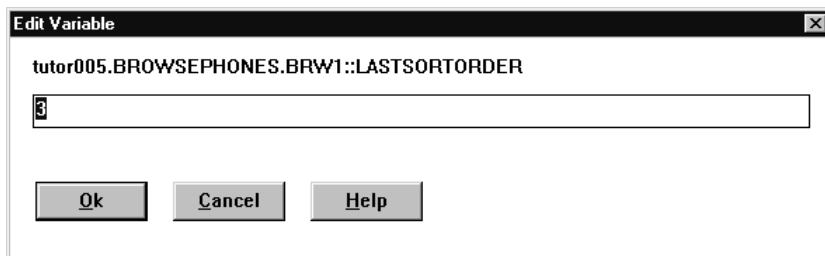 Edit Variable
tutor005.BROWSEPHONES.BRW1::LASTSORTORDER
3
Ok Cancel Help